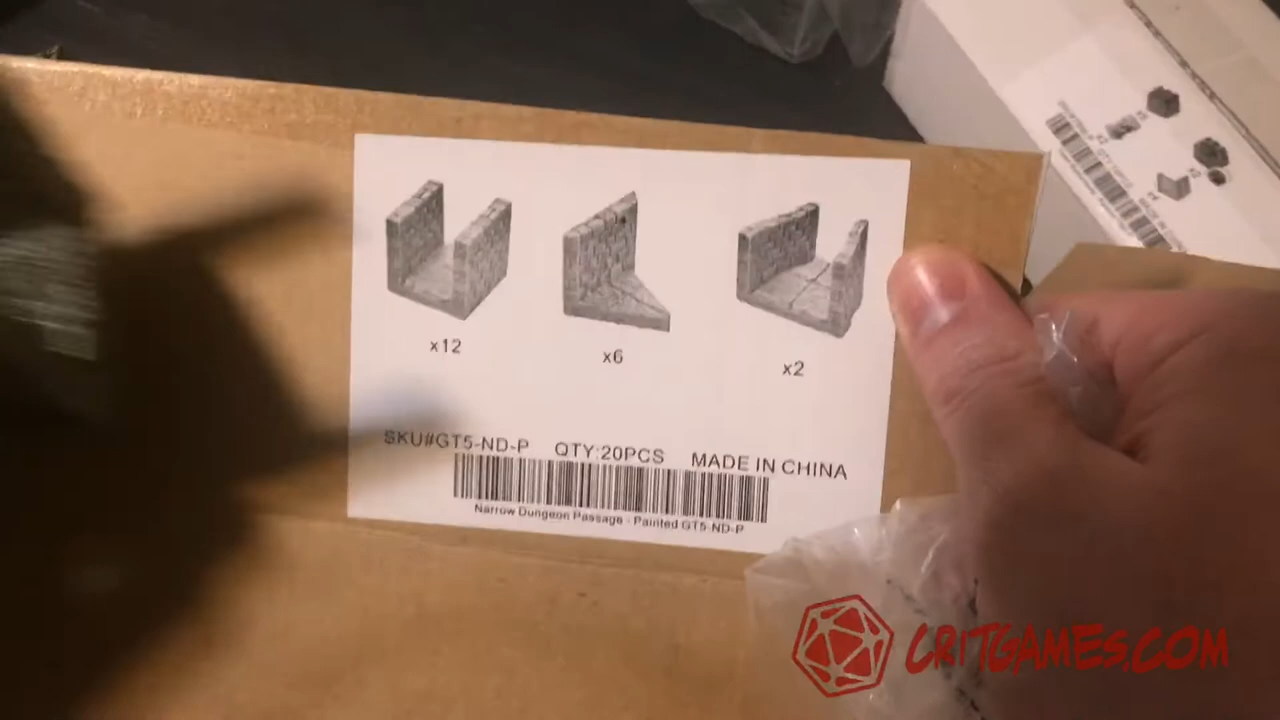 x12
x6
x2
SKU#GT5-ND-P QTY:20PCS MADE IN CHINA
Narrow Dungeon Passage - Painted GT5-ND-P
CRITGAMES.COM